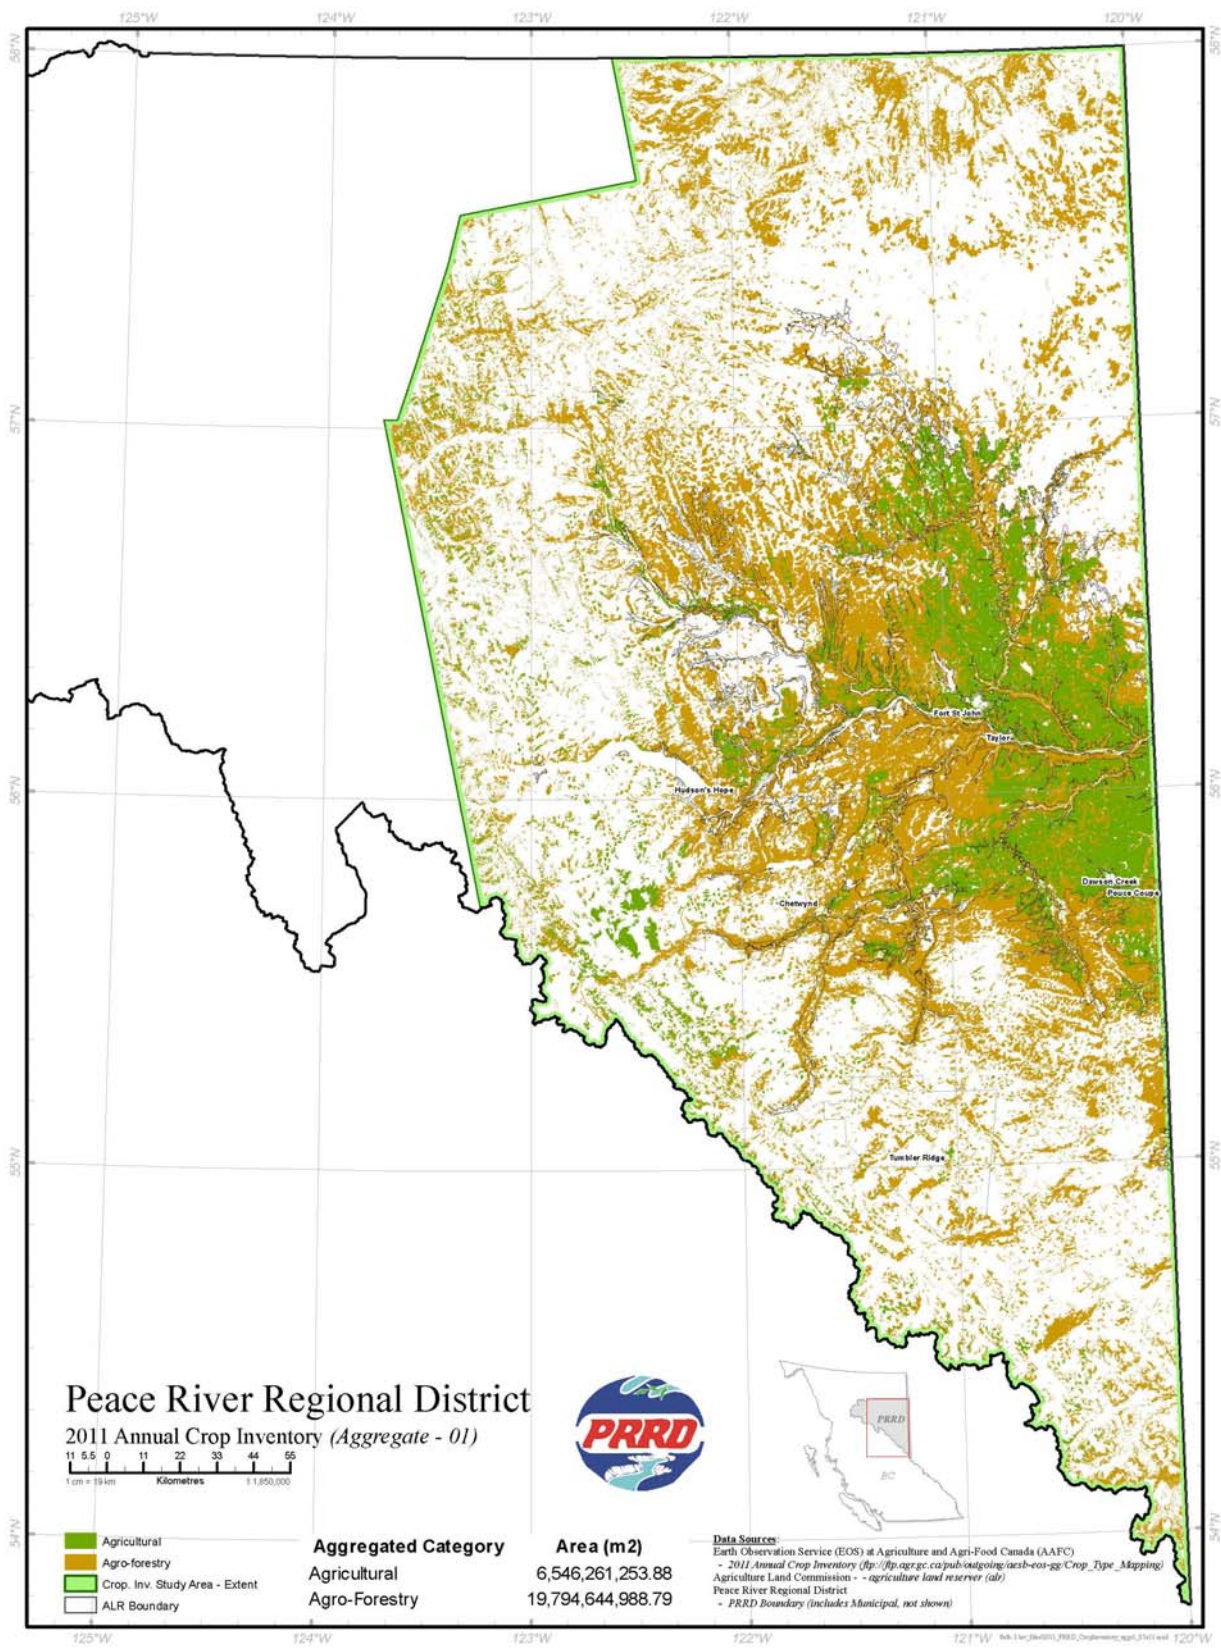 125°W 124°W 123°W 122°W 121°W 120°W
58°N 58°N
57°N 57°N
Fort St John
Taylor
56°N 56°N
Hudson's Hope
Dawson Creek
Pouce Coupe
Chetwynd
55°N 55°N
Tumbler Ridge
Peace River Regional District
2011 Annual Crop Inventory (Aggregate - 01)
11 5.5 0 11 22 33 44 55
1 cm = 19 km Kilometres 1:1,850,000
PRRD
PRRD
BC
54°N 54°N
Agricultural
Agro-forestry
Crop. Inv. Study Area - Extent
ALR Boundary
Aggregated Category Area (m2)
Agricultural 6,546,261,253.88
Agro-Forestry 19,794,644,988.79
Data Sources:
Earth Observation Service (EOS) at Agriculture and Agri-Food Canada (AAFC)
- 2011 Annual Crop Inventory (ftp://ftp.agr.gc.ca/pub/outgoing/aesb-eos-gg/Crop_Type_Mapping)
Agriculture Land Commission - - agriculture land reserver (alr)
Peace River Regional District
- PRRD Boundary (includes Municipal, not shown)
125°W 124°W 123°W 122°W 121°W 120°W